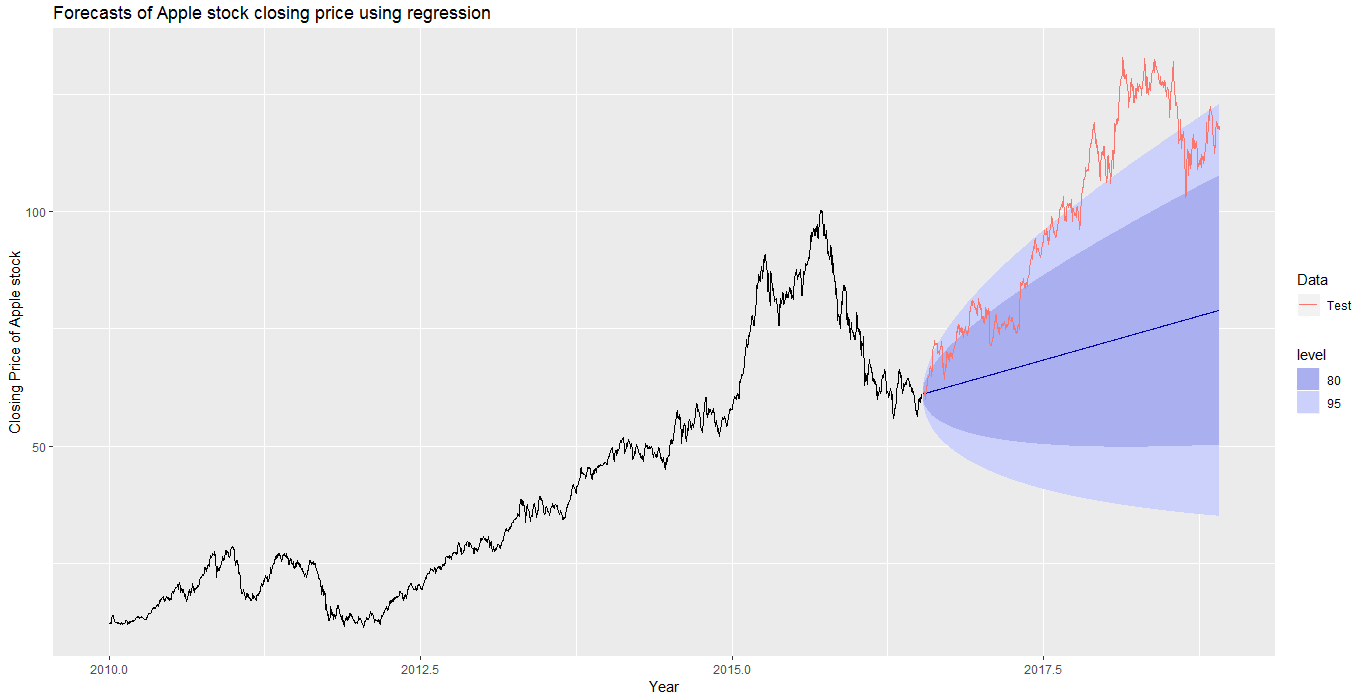 Forecasts of Apple stock closing price using regression
Closing Price of Apple stock
100
50
2010.0
2012.5
2015.0
2017.5
Year
Data
Test
level
80
95